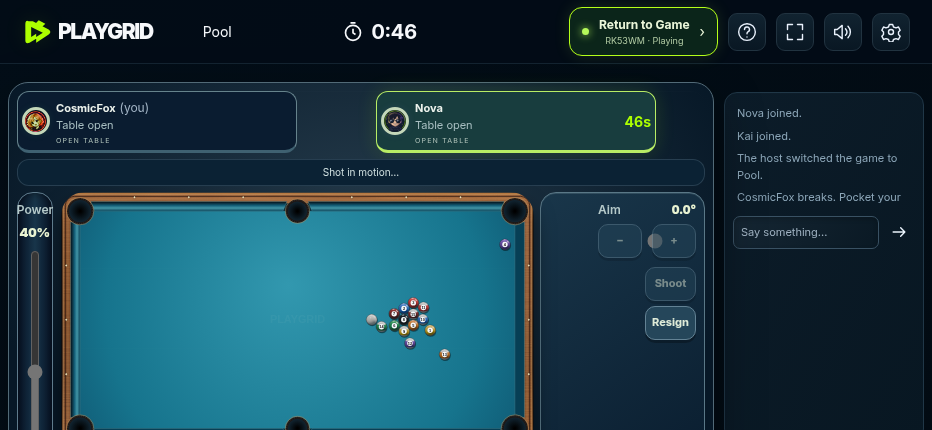 PLAYGRID
Pool
0:46
Return to Game
RK53WM · Playing
›
CosmicFox (you)
Table open
OPEN TABLE
Nova
Table open
OPEN TABLE
46s
Shot in motion...
Power
40%
PLAYGRID
Aim
0.0°
−
+
Shoot
Resign
Nova joined.
Kai joined.
The host switched the game to
Pool.
CosmicFox breaks. Pocket your
Say something...